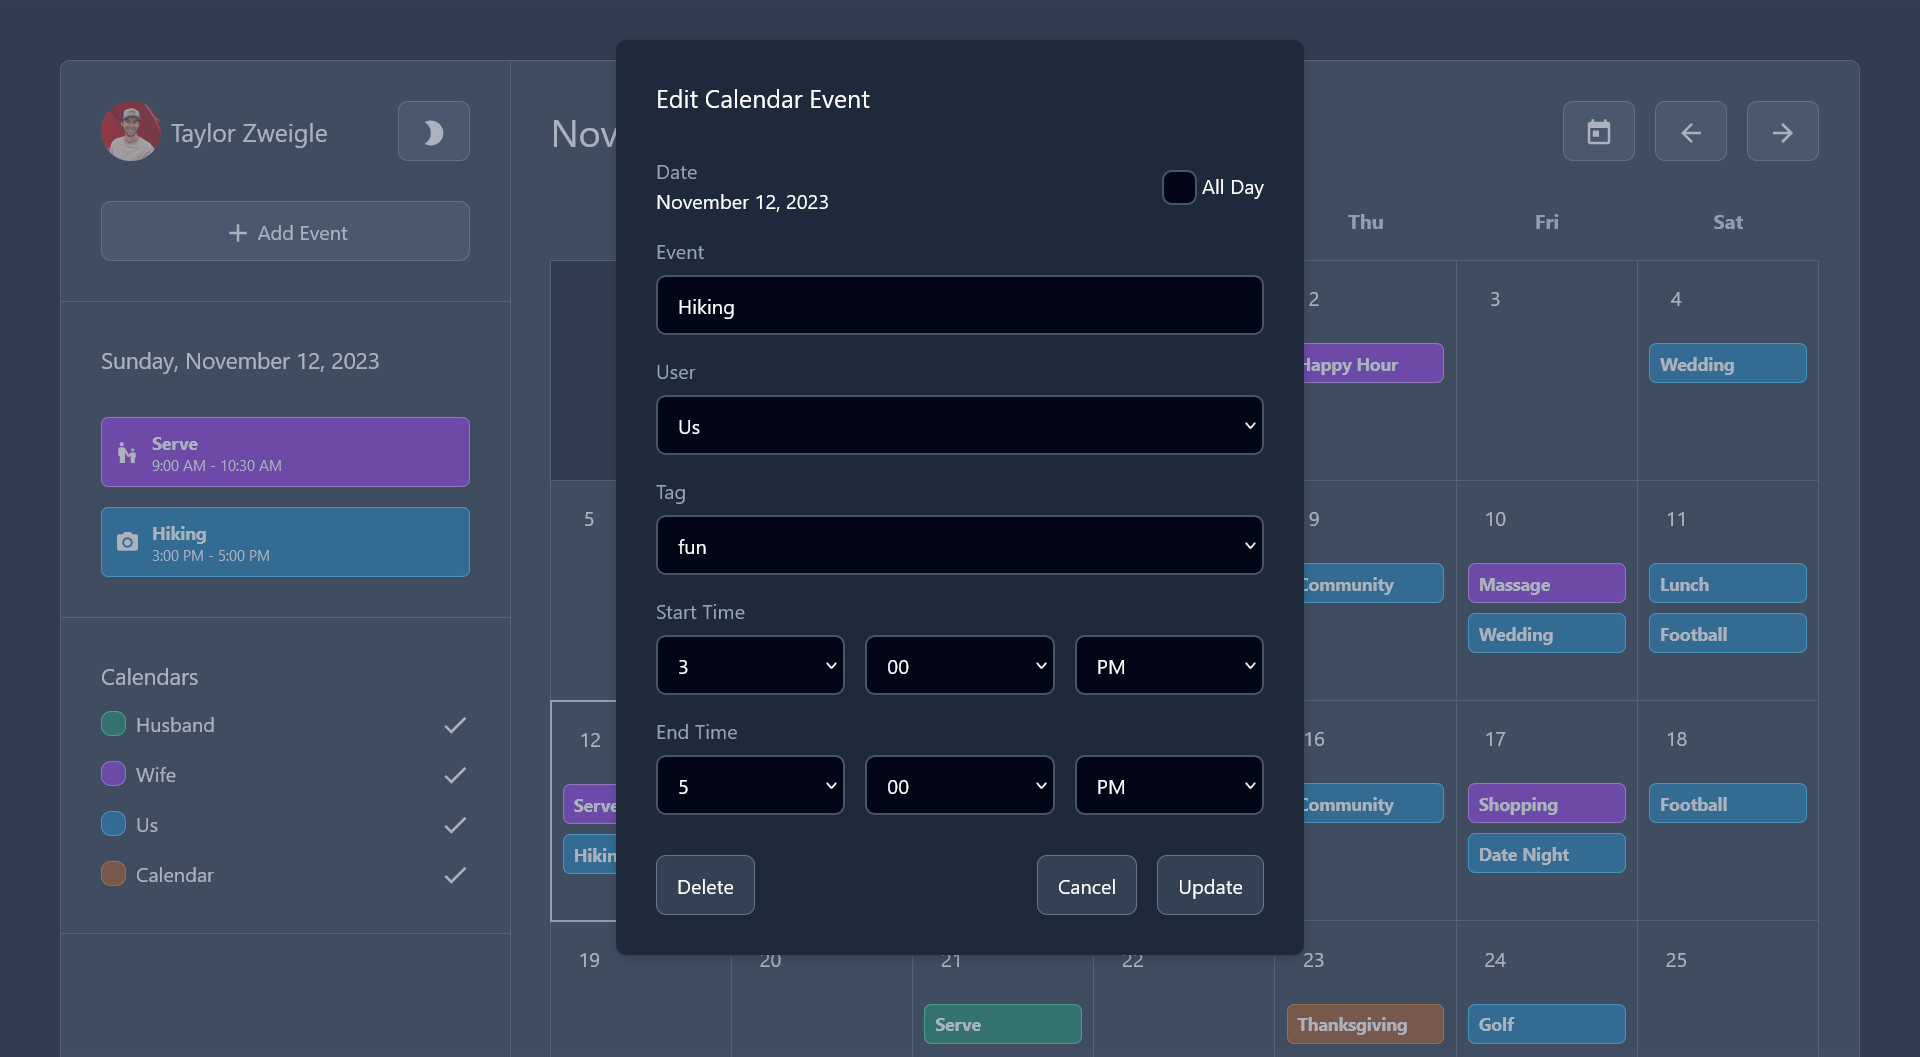 Taylor Zweigle
Add Event
Sunday, November 12, 2023
Serve
9:00 AM - 10:30 AM
Hiking
3:00 PM - 5:00 PM
Calendars
Husband
Wife
Us
Calendar
Nov
Thu Fri Sat
2 3 4
Happy Hour Wedding
5 9 10 11
Community Massage Lunch
Wedding Football
12 16 17 18
Serve Community Shopping Football
Hikin Date Night
19 20 21 22 23 24 25
Serve Thanksgiving Golf
Edit Calendar Event
Date
November 12, 2023
All Day
Event
Hiking
User
Us
Tag
fun
Start Time
3 00 PM
End Time
5 00 PM
Delete Cancel Update